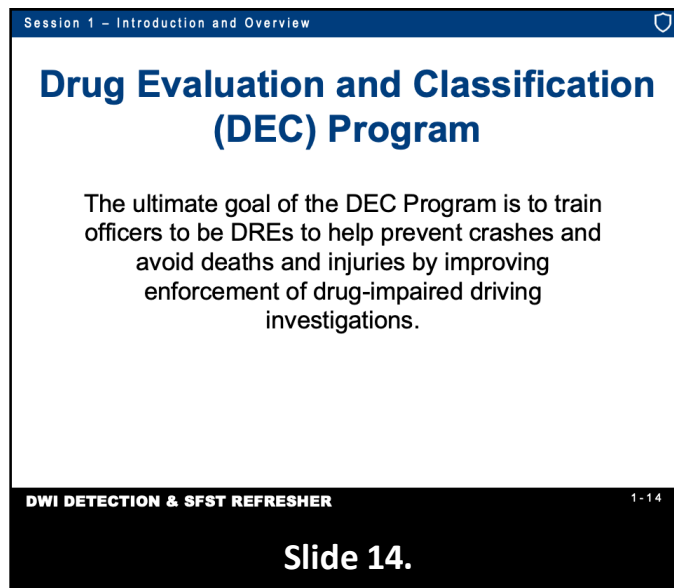 Session 1 – Introduction and Overview
Drug Evaluation and Classification
(DEC) Program
The ultimate goal of the DEC Program is to train
officers to be DREs to help prevent crashes and
avoid deaths and injuries by improving
enforcement of drug-impaired driving
investigations.
DWI DETECTION & SFST REFRESHER
1-14
Slide 14.